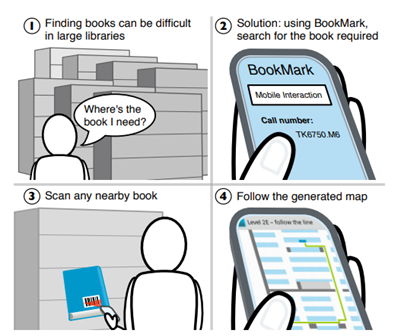 1 Finding books can be difficult
in large libraries
Where's the
book I need?
2 Solution: using BookMark,
search for the book required
BookMark
Mobile Interaction
Call number:
TK6750.M6
3 Scan any nearby book
4 Follow the generated map
Level 2E - follow the line